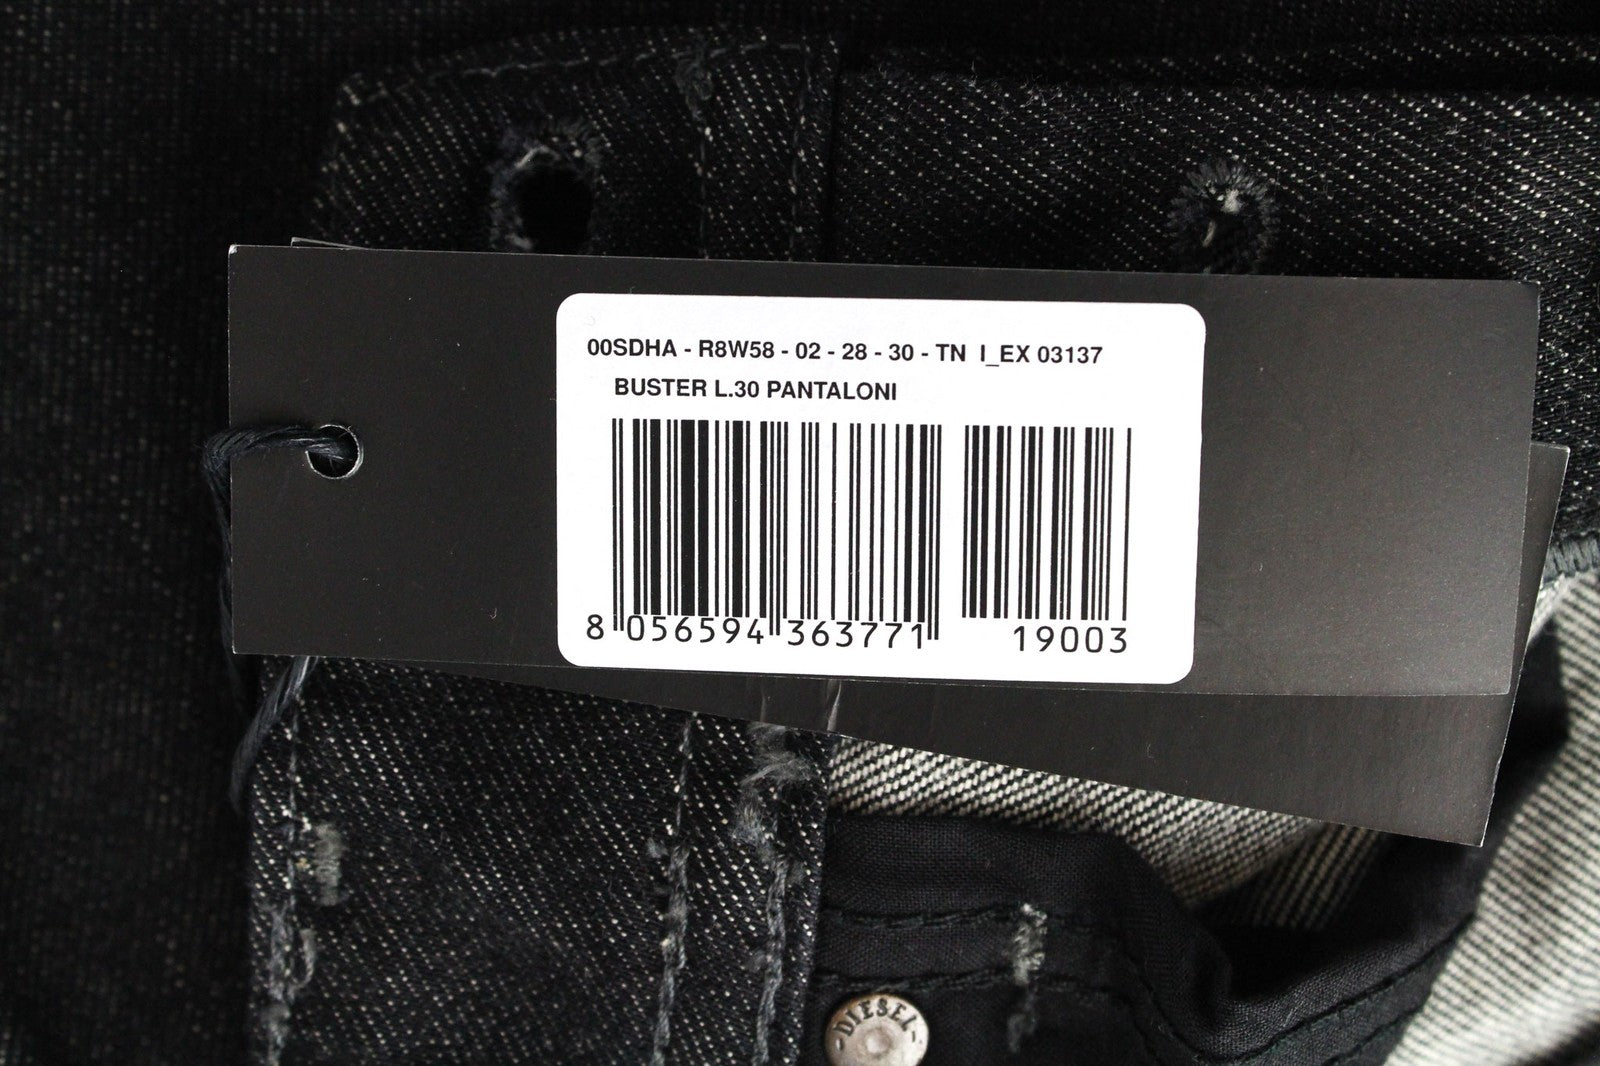 00SDHA - R8W58 - 02 - 28 - 30 - TN I_EX 03137
BUSTER L.30 PANTALONI
8 056594 363771 19003
DIESEL